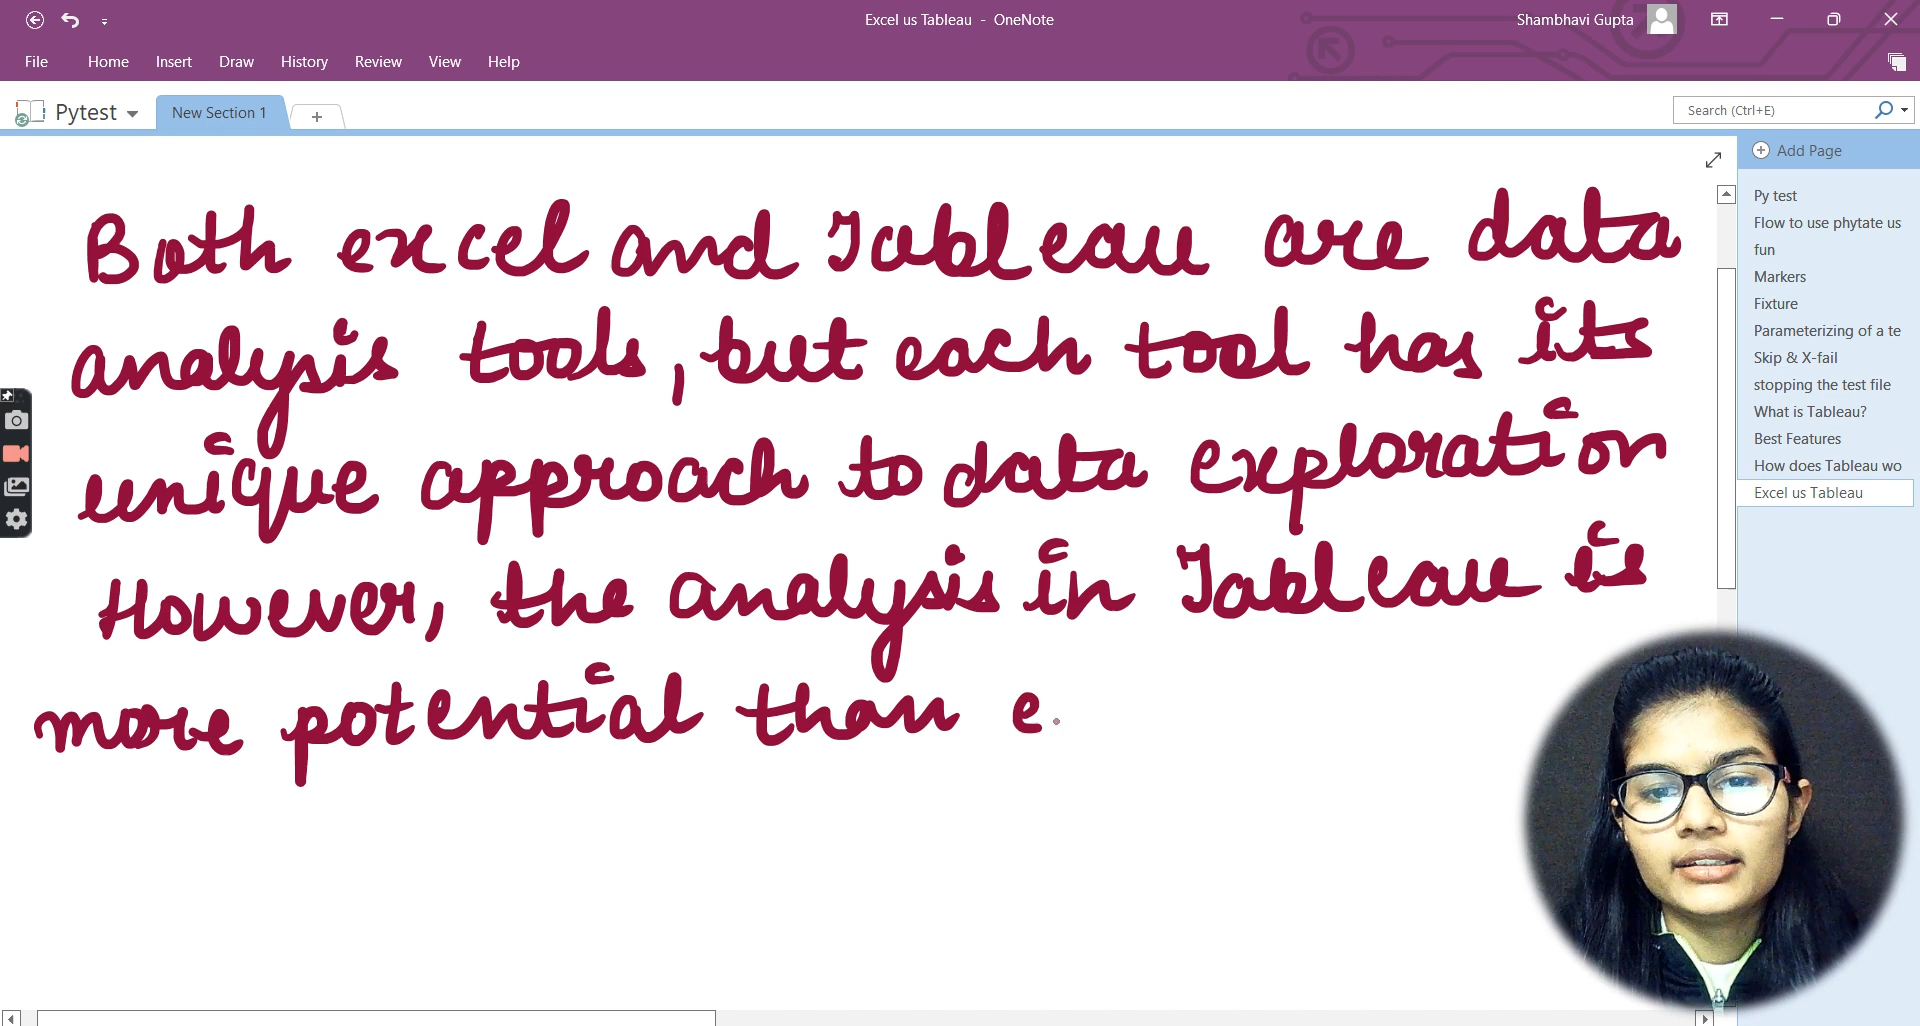 Excel us Tableau - OneNote
Shambhavi Gupta
File Home Insert Draw History Review View Help
Pytest
New Section 1
+
Search (Ctrl+E)
Add Page
Both excel and Tableau are data
analysis tools, but each tool has its
unique approach to data exploration
However, the analysis in Tableau is
more potential than e
Py test
Flow to use phytate us
fun
Markers
Fixture
Parameterizing of a te
Skip & X-fail
stopping the test file
What is Tableau?
Best Features
How does Tableau wo
Excel us Tableau